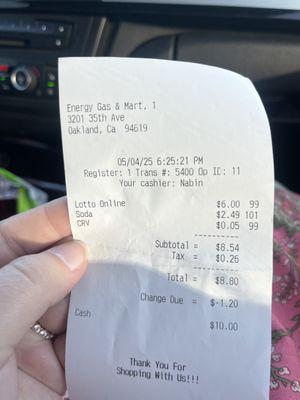 Energy Gas & Mart, 1
3201 35th Ave
Oakland, Ca 94619
05/04/25 6:25:21 PM
Register: 1 Trans #: 5400 Op ID: 11
Your cashier: Nabin
Lotto Online $6.00 99
Soda $2.49 101
CRV $0.05 99
Subtotal = $8.54
Tax = $0.26
Total = $8.80
Change Due = $-1.20
Cash $10.00
Thank You For
Shopping With Us!!!